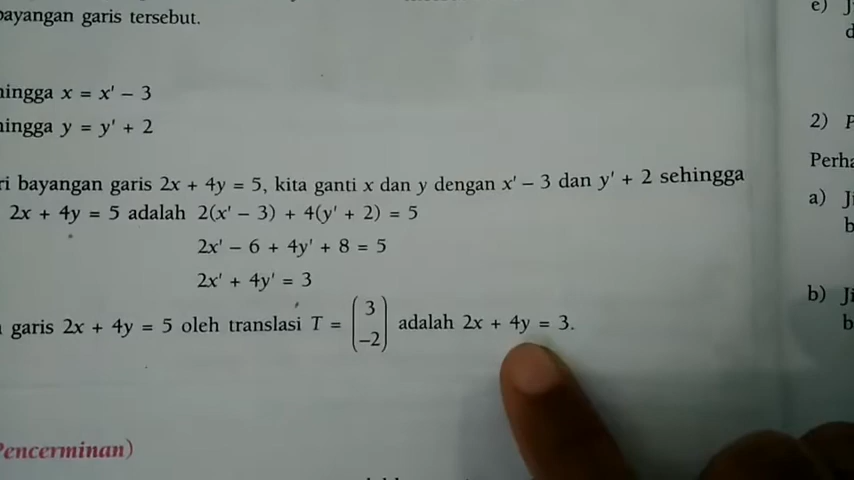 bayangan garis tersebut.
e) J
d
hingga x = x' – 3
hingga y = y' + 2
2) P
Perha
ri bayangan garis 2x + 4y = 5, kita ganti x dan y dengan x' – 3 dan y' + 2 sehingga
a) J
b
2x + 4y = 5 adalah 2(x' – 3) + 4(y' + 2) = 5
2x' – 6 + 4y' + 8 = 5
2x' + 4y' = 3
b) Ji
b
garis 2x + 4y = 5 oleh translasi T = (3 –2) adalah 2x + 4y = 3.
Pencerminan)